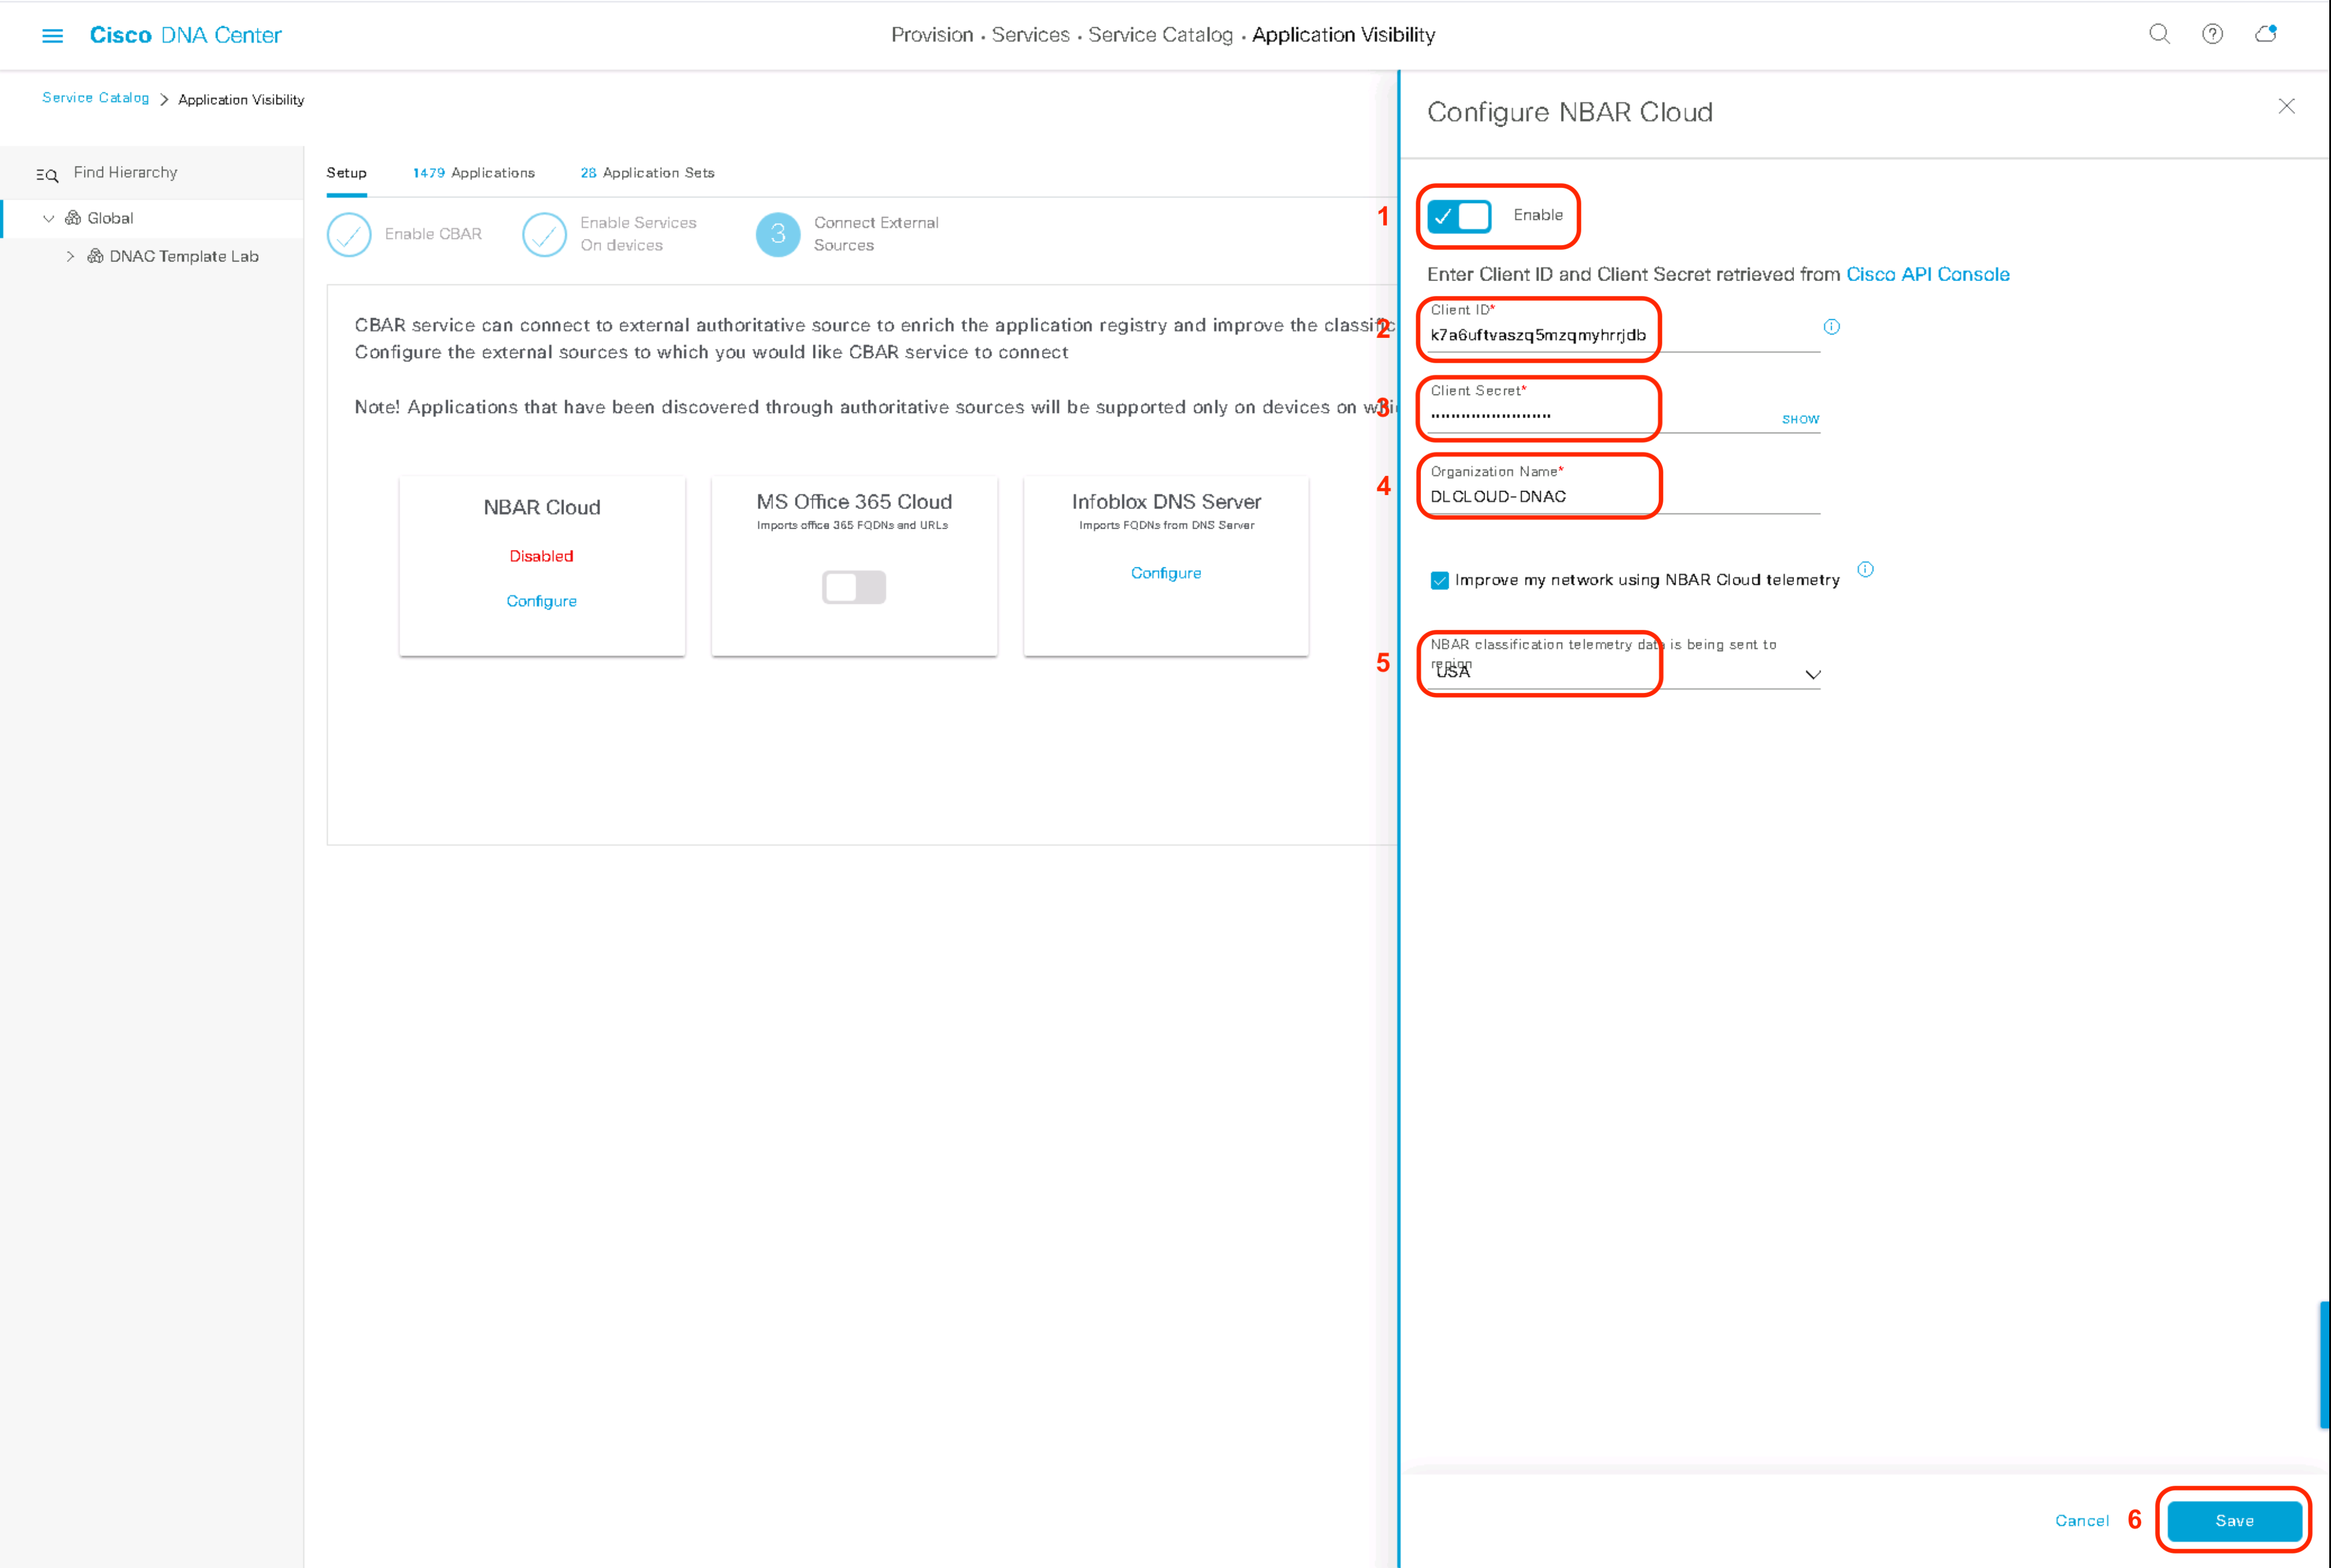 Cisco DNA Center
Provision · Services · Service Catalog · Application Visibility
Service Catalog > Application Visibility
Find Hierarchy
Global
DNAC Template Lab
Setup
1479 Applications
28 Application Sets
Enable CBAR
Enable Services
On devices
3
Connect External
Sources
CBAR service can connect to external authoritative source to enrich the application registry and improve the classific
Configure the external sources to which you would like CBAR service to connect
Note! Applications that have been discovered through authoritative sources will be supported only on devices on
NBAR Cloud
Disabled
Configure
MS Office 365 Cloud
Imports office 365 FQDNs and URLs
Infoblox DNS Server
Imports FQDNs from DNS Server
Configure
Configure NBAR Cloud
1
Enable
Enter Client ID and Client Secret retrieved from Cisco API Console
2
Client ID*
k7a6uftvaszq5mzqmyhrrjdb
3
Client Secret*
SHOW
4
Organization Name*
DLCLOUD-DNAC
Improve my network using NBAR Cloud telemetry
5
NBAR classification telemetry data is being sent to
region
USA
Cancel
6
Save